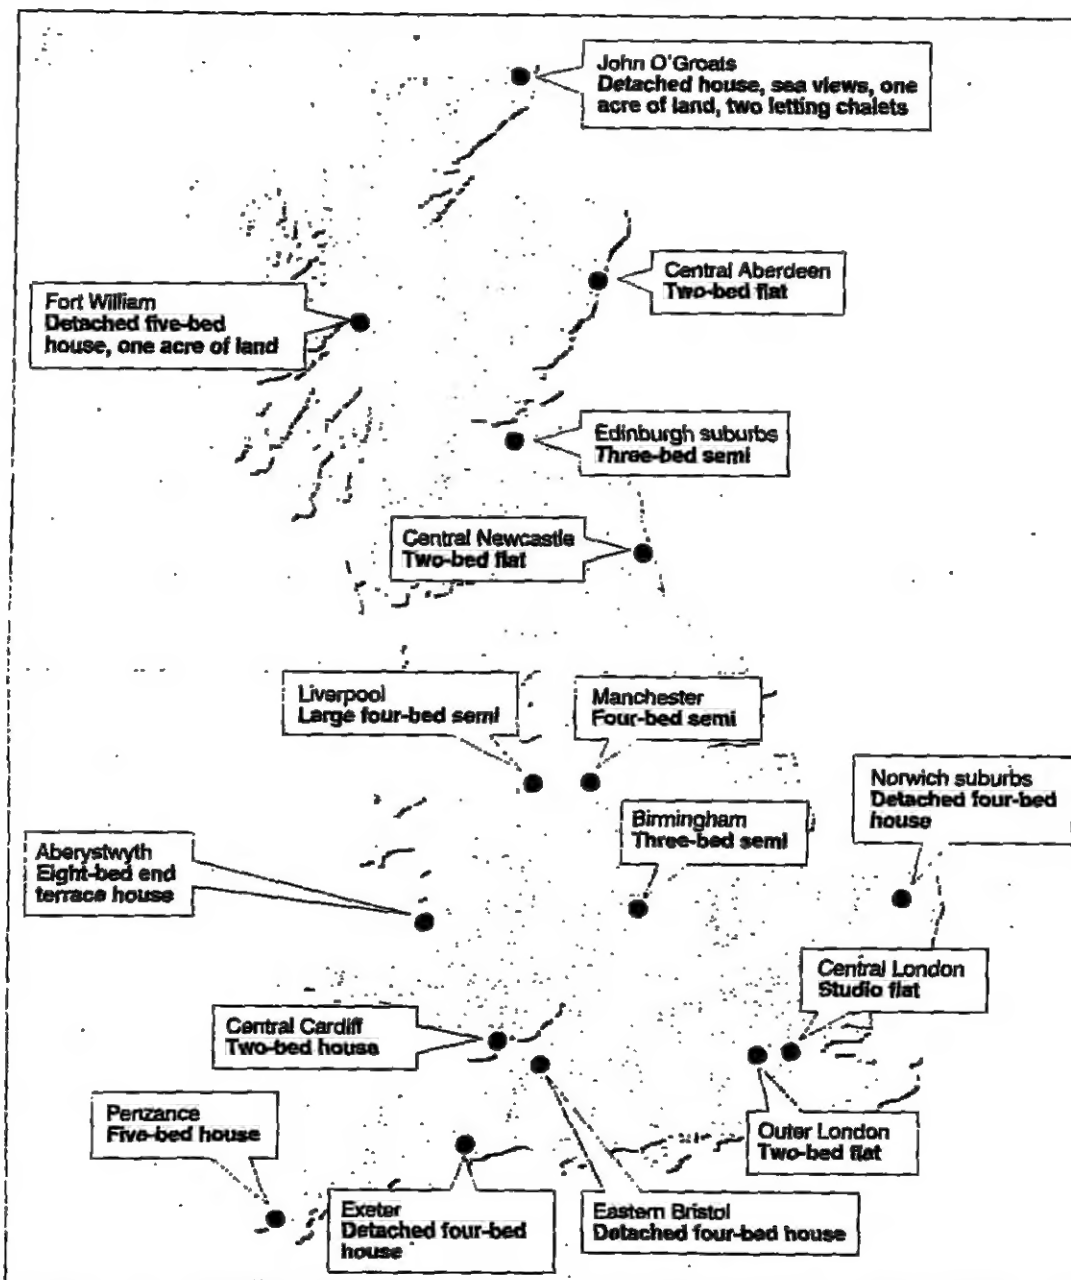 John O'Groats
Detached house, sea views, one
acre of land, two letting chalets
Central Aberdeen
Two-bed flat
Fort William
Detached five-bed
house, one acre of land
Edinburgh suburbs
Three-bed semi
Central Newcastle
Two-bed flat
Liverpool
Large four-bed semi
Manchester
Four-bed semi
Norwich suburbs
Detached four-bed
house
Birmingham
Three-bed semi
Aberystwyth
Eight-bed end
terrace house
Central London
Studio flat
Central Cardiff
Two-bed house
Penzance
Five-bed house
Outer London
Two-bed flat
Exeter
Detached four-bed
house
Eastern Bristol
Detached four-bed house